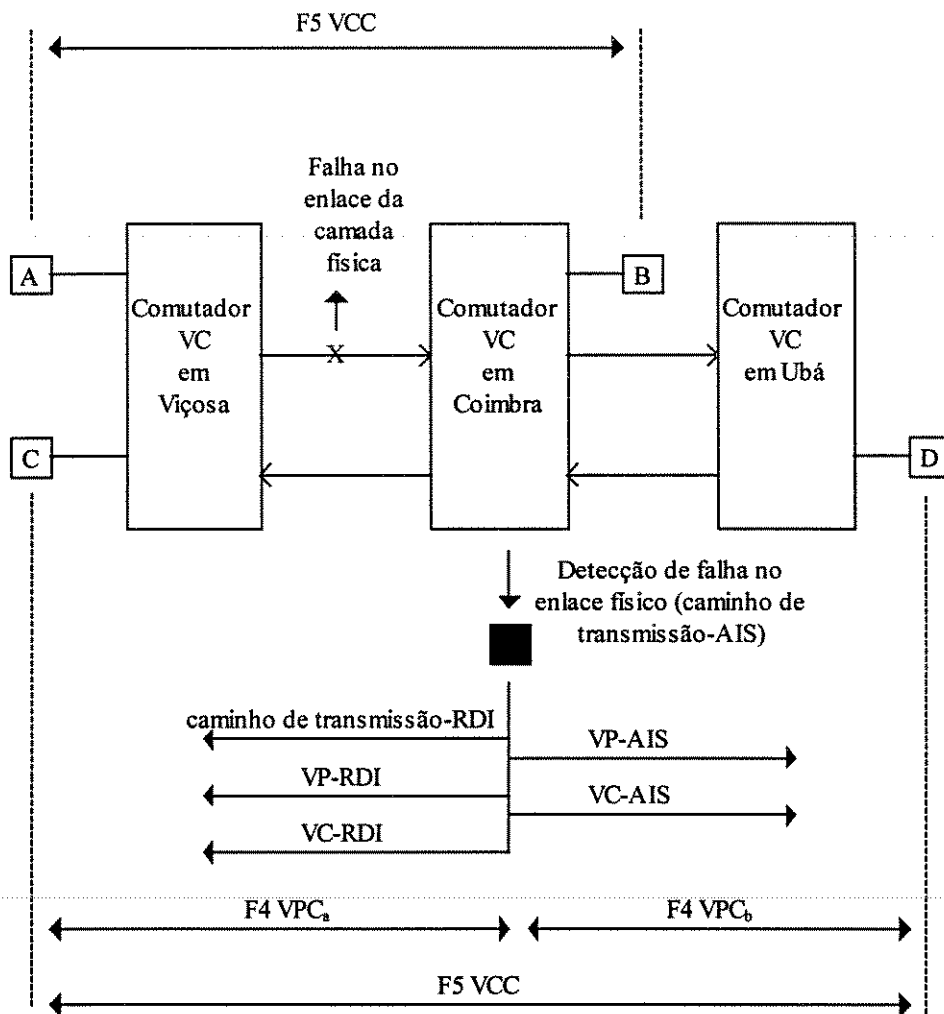 F5 VCC
Falha no
enlace da
camada
física
A
B
Comutador
VC
em
Viçosa
X
Comutador
VC
em
Coimbra
Comutador
VC
em Ubá
C
D
Detecção de falha no
enlace físico (caminho de
transmissão-AIS)
caminho de transmissão-RDI
VP-AIS
VP-RDI
VC-AIS
VC-RDI
F4 VPCa
F4 VPCb
F5 VCC